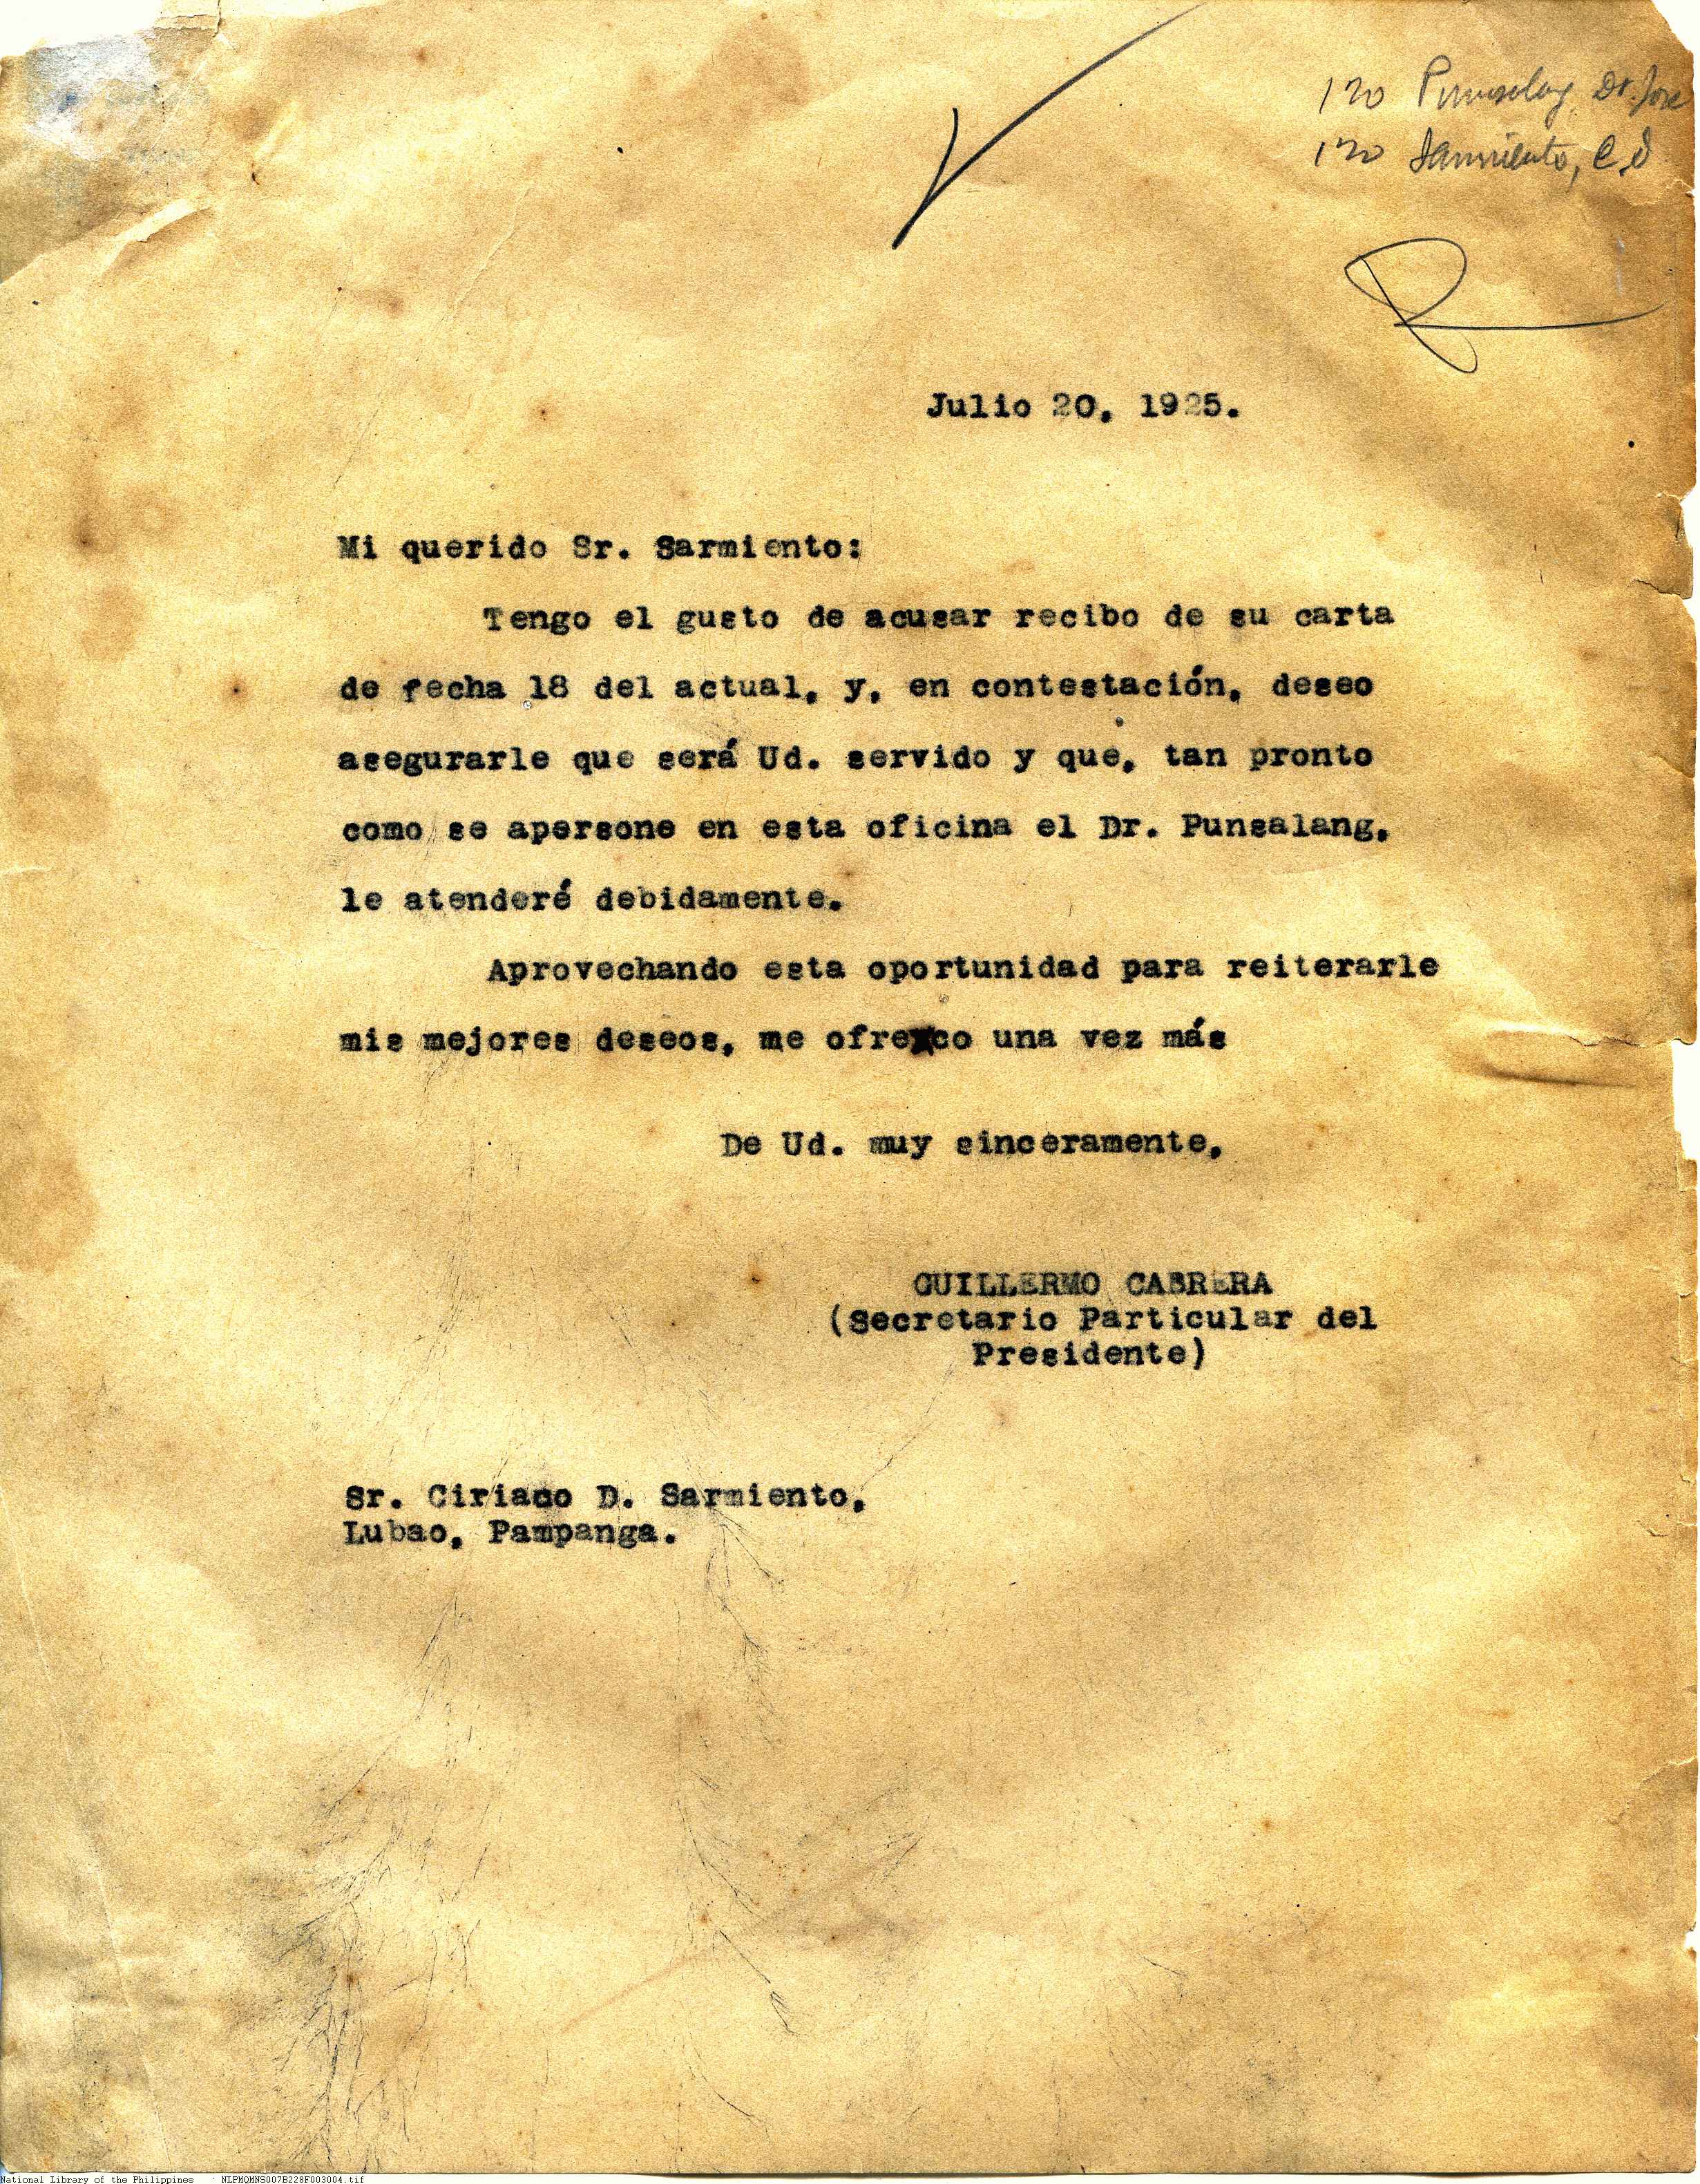 170 Punsalang, Dr. Jose
170 Sarmiento, C. D
Julio 20, 1925.
Mi querido Sr. Sarmiento:
Tengo el gusto de acusar recibo de su carta
de fecha 18 del actual, y, en contestación, deseo
asegurarle que será Ud. servido y que, tan pronto
como se apersone en esta oficina el Dr. Punsalang,
le atenderé debidamente.
Aprovechando esta oportunidad para reiterarle
mis mejores deseos, me ofrexco una vez más
De Ud. muy sinceramente,
GUILLERMO CABRERA
(Secretario Particular del
Presidente)
Sr. Ciriaco D. Sarmiento,
Lubao, Pampanga.
National Library of the Philippines NLPMQMNS007B228F003004.tif